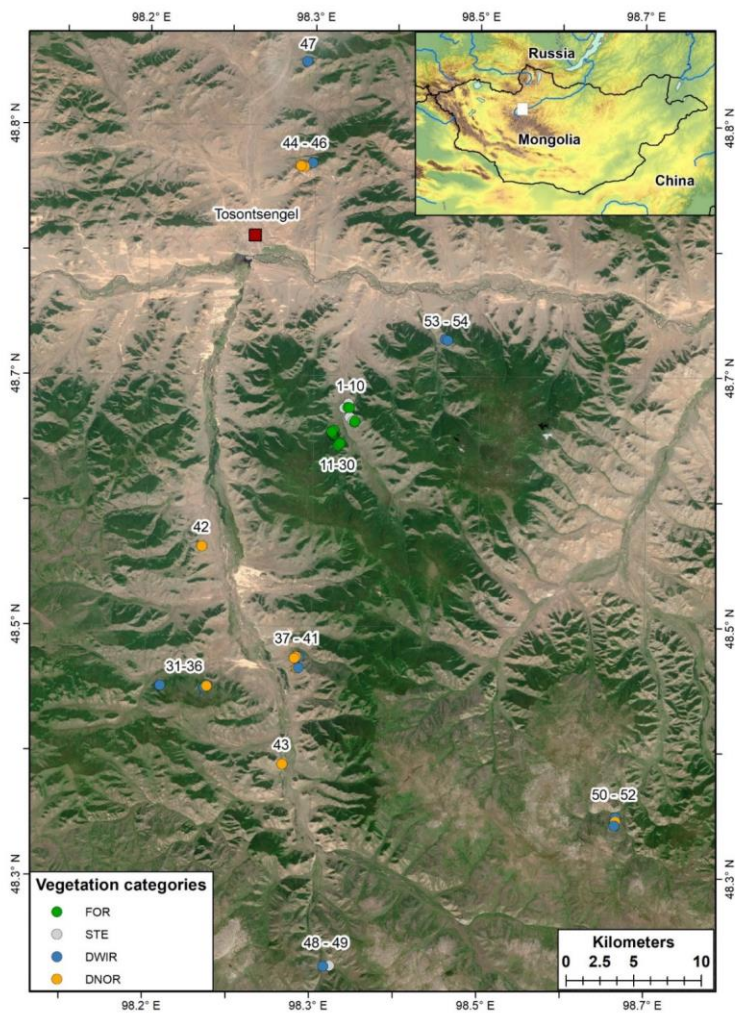 98.2° E 98.3° E 98.5° E 98.7° E
47
Russia
Mongolia
China
48.8° N 48.8° N
44 - 46
Tosontsengel
53 - 54
48.7° N 48.7° N
1-10
11-30
42
48.5° N 48.5° N
37 - 41
31-36
43
50 - 52
48.3° N 48.3° N
Vegetation categories
FOR
STE
DWIR
DNOR
48 - 49
Kilometers
0 2.5 5 10
98.2° E 98.3° E 98.5° E 98.7° E